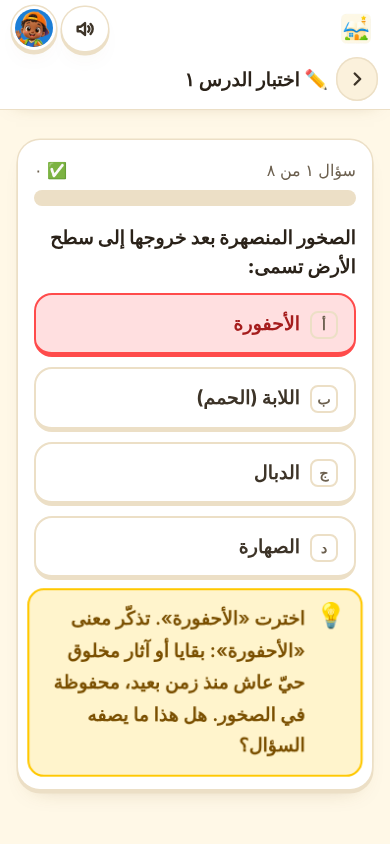 ✏️ اختبار الدرس ١
سؤال ١ من ٨
✅ ٠
الصخور المنصهرة بعد خروجها إلى سطح
الأرض تسمى:
أ الأحفورة
ب اللابة (الحمم)
ج الدبال
د الصهارة
💡 اخترت «الأحفورة». تذكّر معنى
«الأحفورة»: بقايا أو آثار مخلوق
حيّ عاش منذ زمن بعيد، محفوظة
في الصخور. هل هذا ما يصفه
السؤال؟